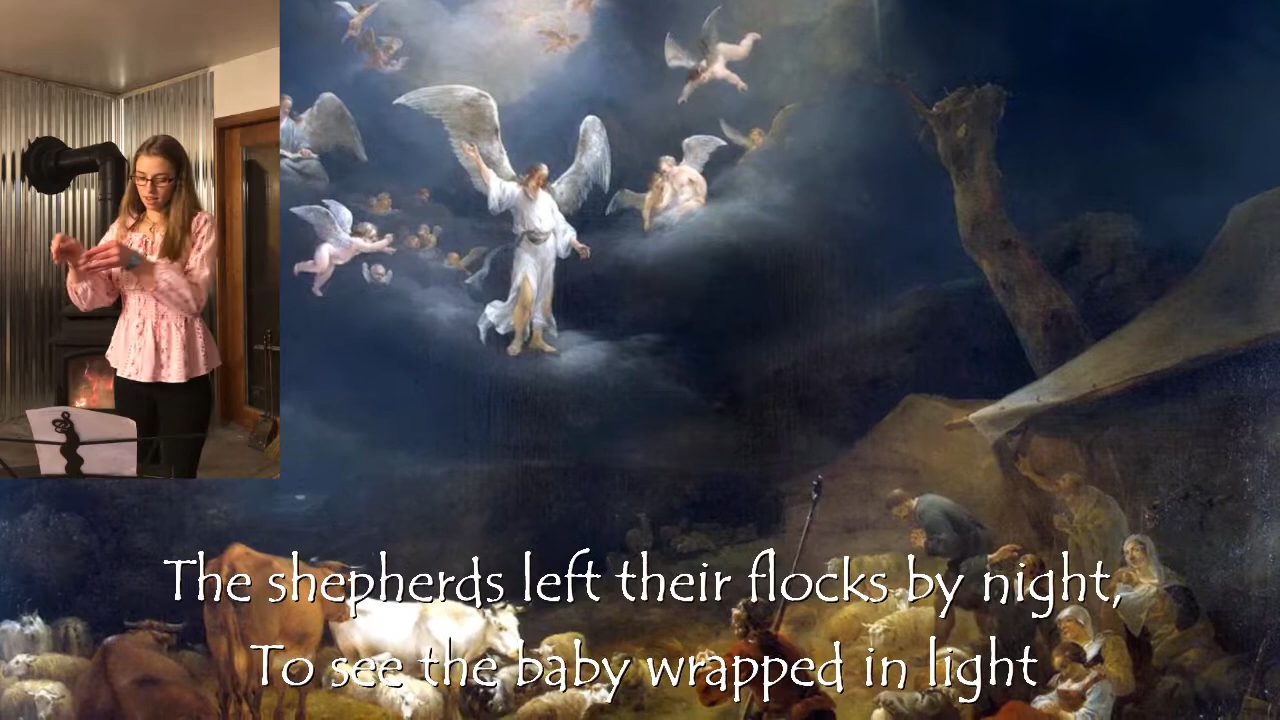 The shepherds left their flocks by night,
To see the baby wrapped in light